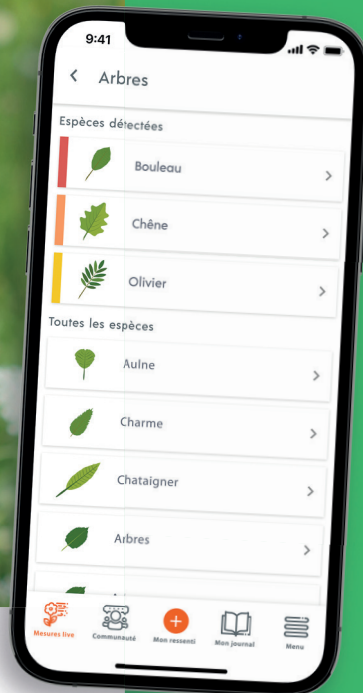 9:41
Arbres
Espèces détectées
Bouleau
Chêne
Olivier
Toutes les espèces
Aulne
Charme
Chataigner
Arbres
Mesures live
Communauté
Mon ressenti
Mon journal
Menu